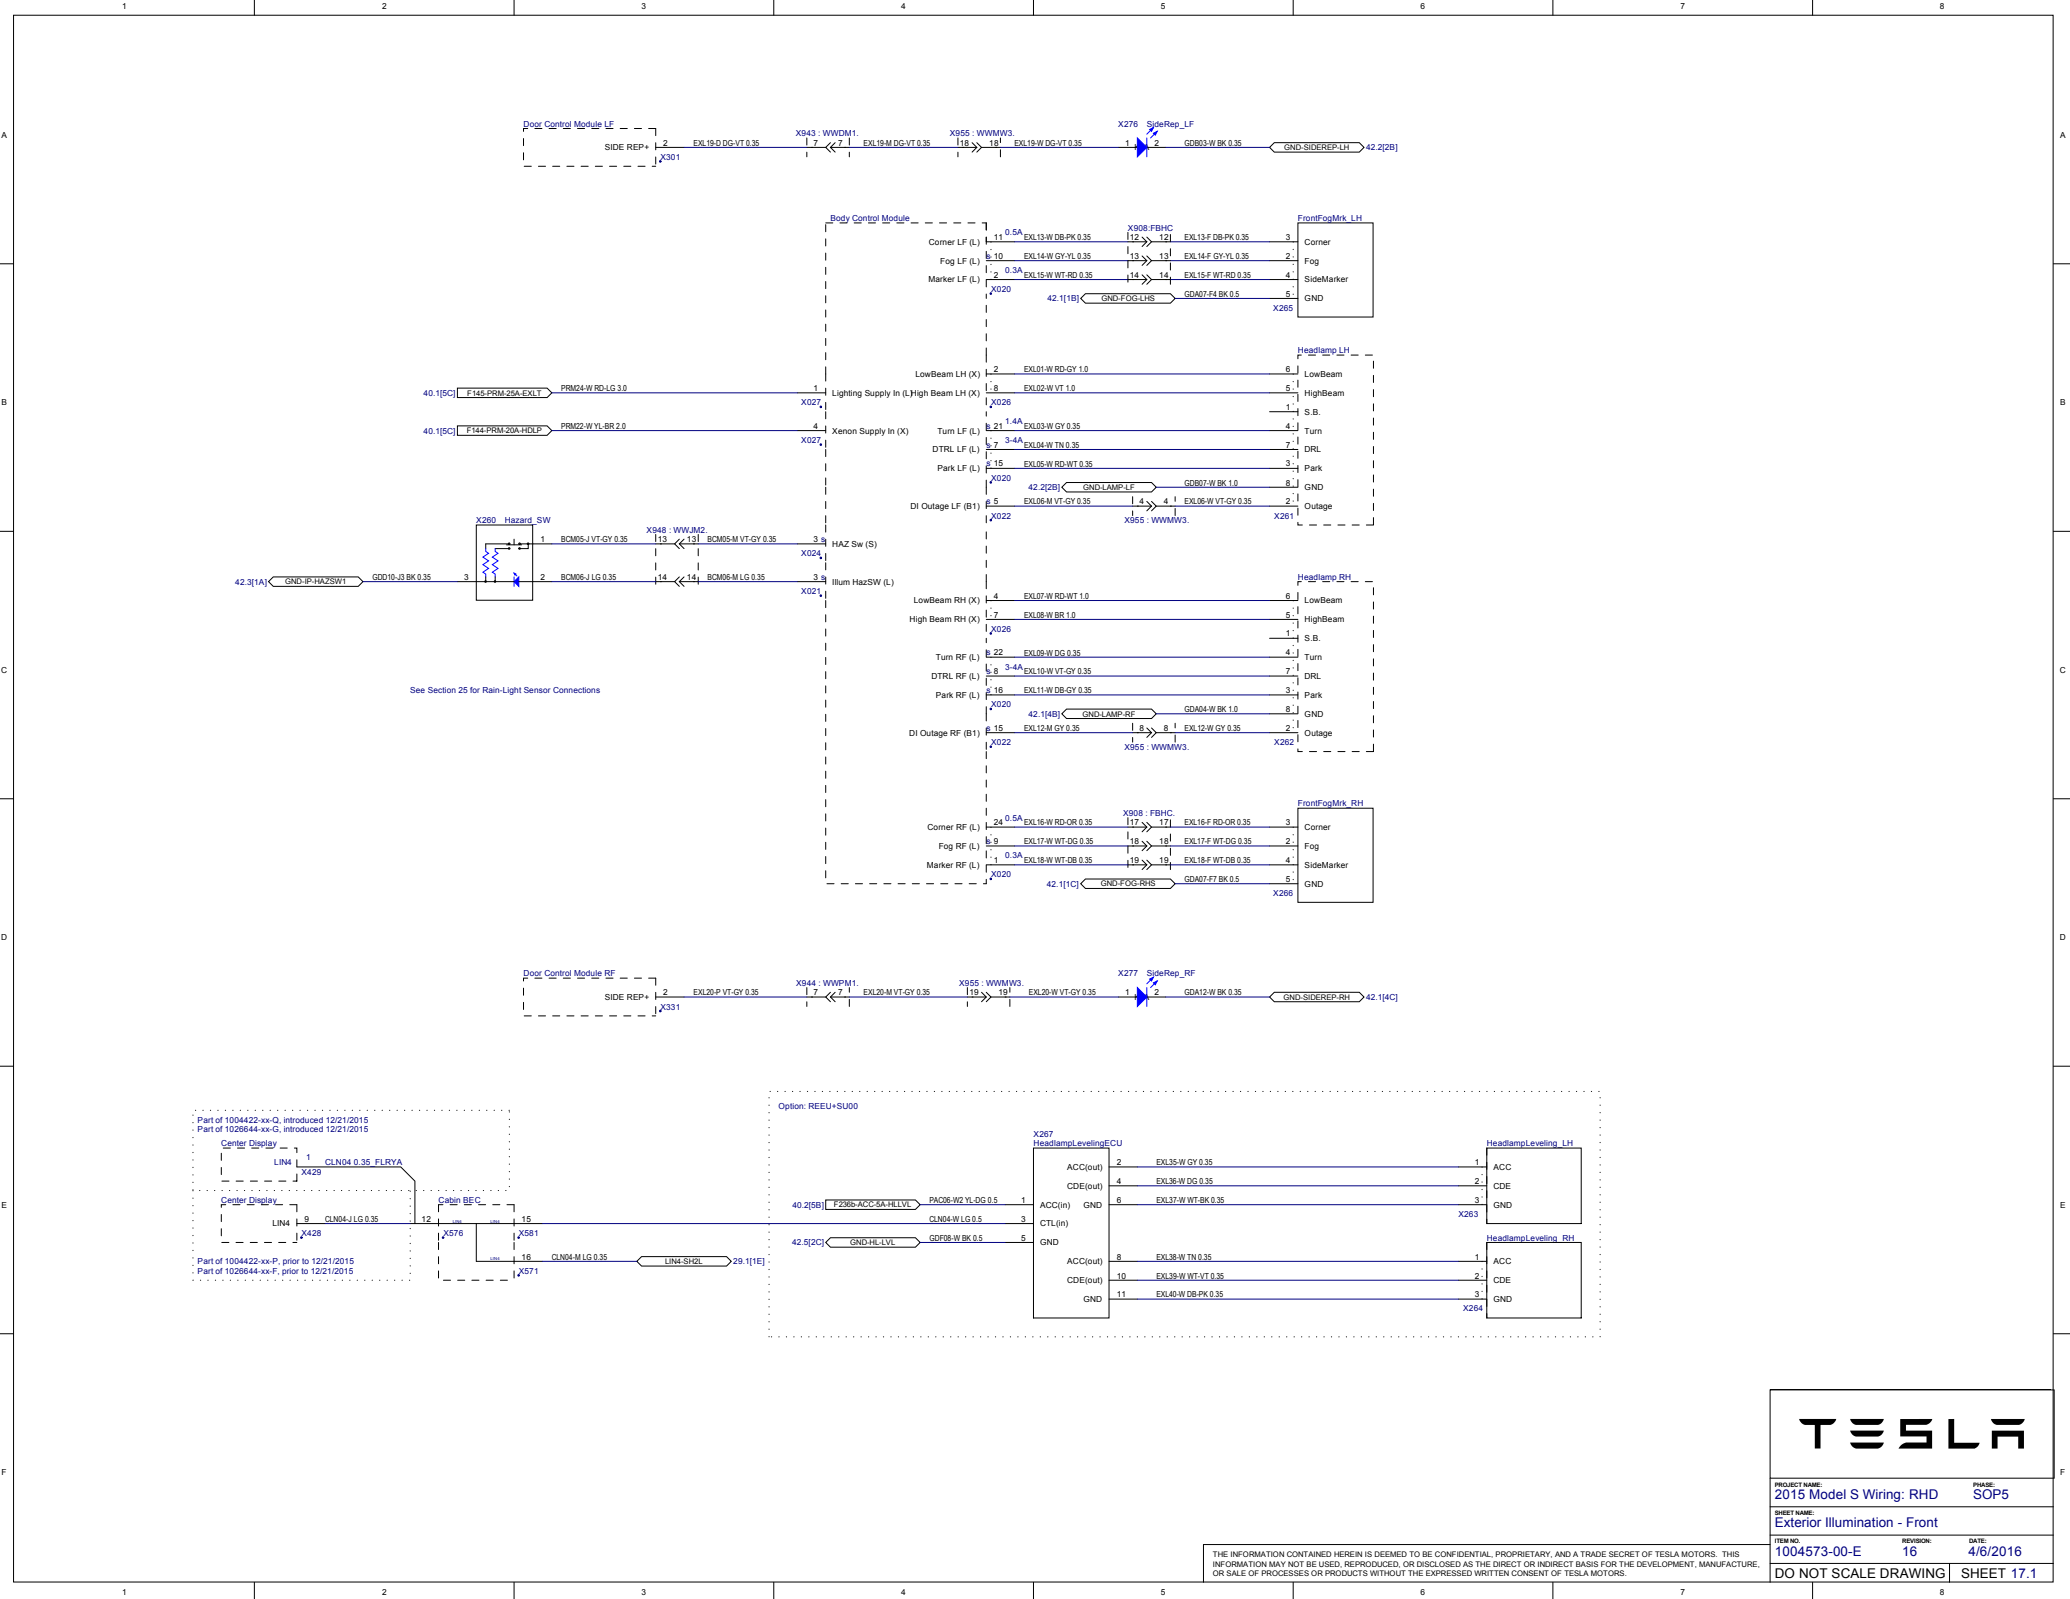 1 2 3 4 5 6 7 8
A A
B B
C C
D D
E E
F F
Door Control Module LF
SIDE REP+
2 EXL19-D DG-VT 0.35
X301
X943 : WWDM1.
7 7 EXL19-M DG-VT 0.35
X955 : WWMW3.
18 18 EXL19-W DG-VT 0.35
X276 SideRep_LF
1 2 GDB03-W BK 0.35
GND-SIDEREP-LH 42.2[2B]
Body Control Module
Corner LF (L) 11 0.5A EXL13-W DB-PK 0.35
X908:FBHC
12 12 EXL13-F DB-PK 0.35 3 Corner
FrontFogMrk_LH
Fog LF (L) s 10 EXL14-W GY-YL 0.35 13 13 EXL14-F GY-YL 0.35 2 Fog
Marker LF (L) 2 0.3A EXL15-W WT-RD 0.35 14 14 EXL15-F WT-RD 0.35 4 SideMarker
X020
42.1[1B] GND-FOG-LHS GDA07-F4 BK 0.5 5 GND
X265
Headlamp LH
LowBeam LH (X) 2 EXL01-W RD-GY 1.0 6 LowBeam
40.1[5C] F145-PRM-25A-EXLT PRM24-W RD-LG 3.0 1 Lighting Supply In (L)
X027
High Beam LH (X) 8 EXL02-W VT 1.0 5 HighBeam
X026
1 S.B.
40.1[5C] F144-PRM-20A-HDLP PRM22-W YL-BR 2.0 4 Xenon Supply In (X)
X027
Turn LF (L) s 21 1.4A EXL03-W GY 0.35 4 Turn
DTRL LF (L) s 7 3-4A EXL04-W TN 0.35 7 DRL
Park LF (L) s 15 EXL05-W RD-WT 0.35 3 Park
X020
42.2[2B] GND-LAMP-LF GDB07-W BK 1.0 8 GND
DI Outage LF (B1) s 5 EXL06-M VT-GY 0.35 4 4 EXL06-W VT-GY 0.35 2 Outage
X022
X955 : WWMW3.
X261
X260 Hazard_SW
X948 : WWJM2.
1 BCM05-J VT-GY 0.35 13 13 BCM05-M VT-GY 0.35 3 s HAZ Sw (S)
X024
42.3[1A] GND-IP-HAZSW1 GDD10-J3 BK 0.35 3 2 BCM06-J LG 0.35 14 14 BCM06-M LG 0.35 3 s Illum HazSW (L)
X021
Headlamp RH
LowBeam RH (X) 4 EXL07-W RD-WT 1.0 6 LowBeam
High Beam RH (X) 7 EXL08-W BR 1.0 5 HighBeam
X026
1 S.B.
Turn RF (L) s 22 EXL09-W DG 0.35 4 Turn
DTRL RF (L) s 8 3-4A EXL10-W VT-GY 0.35 7 DRL
Park RF (L) s 16 EXL11-W DB-GY 0.35 3 Park
X020
See Section 25 for Rain-Light Sensor Connections
42.1[4B] GND-LAMP-RF GDA04-W BK 1.0 8 GND
DI Outage RF (B1) s 15 EXL12-M GY 0.35 8 8 EXL12-W GY 0.35 2 Outage
X022
X955 : WWMW3.
X262
FrontFogMrk_RH
X908 : FBHC.
Corner RF (L) 24 0.5A EXL16-W RD-OR 0.35 17 17 EXL16-F RD-OR 0.35 3 Corner
Fog RF (L) s 9 EXL17-W WT-DG 0.35 18 18 EXL17-F WT-DG 0.35 2 Fog
Marker RF (L) 1 0.3A EXL18-W WT-DB 0.35 19 19 EXL18-F WT-DB 0.35 4 SideMarker
X020
42.1[1C] GND-FOG-RHS GDA07-F7 BK 0.5 5 GND
X266
Door Control Module RF
SIDE REP+
2 EXL20-P VT-GY 0.35
X331
X944 : WWPM1.
7 7 EXL20-M VT-GY 0.35
X955 : WWMW3.
19 19 EXL20-W VT-GY 0.35
X277 SideRep_RF
1 2 GDA12-W BK 0.35
GND-SIDEREP-RH 42.1[4C]
Part of 1004422-xx-Q, introduced 12/21/2015
Part of 1026644-xx-G, introduced 12/21/2015
Center Display
LIN4 1 CLN04 0.35_FLRYA
X429
Center Display
LIN4 9 CLN04-J LG 0.35 12
X428
Part of 1004422-xx-P, prior to 12/21/2015
Part of 1026644-xx-F, prior to 12/21/2015
Cabin BEC
LIN4 LIN4 15
X576 X581
LIN4 16 CLN04-M LG 0.35 LIN4-SH2L 29.1[1E]
X571
Option: REEU+SU00
X267
HeadlampLevelingECU
HeadlampLeveling_LH
ACC(out) 2 EXL35-W GY 0.35 1 ACC
CDE(out) 4 EXL36-W DG 0.35 2 CDE
40.2[5B] F236b-ACC-5A-HLLVL PAC06-W2 YL-DG 0.5 1 ACC(in) GND 6 EXL37-W WT-BK 0.35 3 GND
X263
CLN04-W LG 0.5 3 CTL(in)
42.5[2C] GND-HL-LVL GDF08-W BK 0.5 5 GND
HeadlampLeveling_RH
ACC(out) 8 EXL38-W TN 0.35 1 ACC
CDE(out) 10 EXL39-W WT-VT 0.35 2 CDE
GND 11 EXL40-W DB-PK 0.35 3 GND
X264
TESLA
PROJECT NAME: PHASE:
2015 Model S Wiring: RHD SOP5
SHEET NAME:
Exterior Illumination - Front
ITEM NO. REVISION: DATE:
1004573-00-E 16 4/6/2016
DO NOT SCALE DRAWING SHEET 17.1
THE INFORMATION CONTAINED HEREIN IS DEEMED TO BE CONFIDENTIAL, PROPRIETARY, AND A TRADE SECRET OF TESLA MOTORS. THIS
INFORMATION MAY NOT BE USED, REPRODUCED, OR DISCLOSED AS THE DIRECT OR INDIRECT BASIS FOR THE DEVELOPMENT, MANUFACTURE,
OR SALE OF PROCESSES OR PRODUCTS WITHOUT THE EXPRESSED WRITTEN CONSENT OF TESLA MOTORS.
1 2 3 4 5 6 7 8